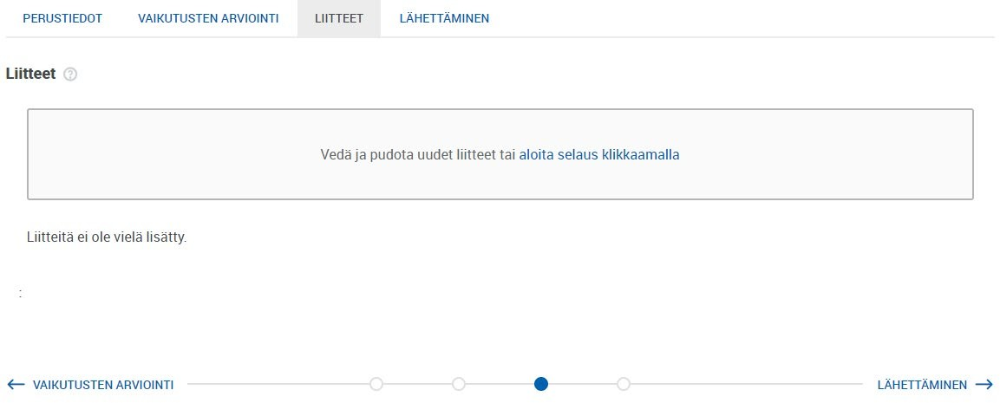 PERUSTIEDOT VAIKUTUSTEN ARVIOINTI LIITTEET LÄHETTÄMINEN
Liitteet ?
Vedä ja pudota uudet liitteet tai aloita selaus klikkaamalla
Liitteitä ei ole vielä lisätty.
:
← VAIKUTUSTEN ARVIOINTI LÄHETTÄMINEN →